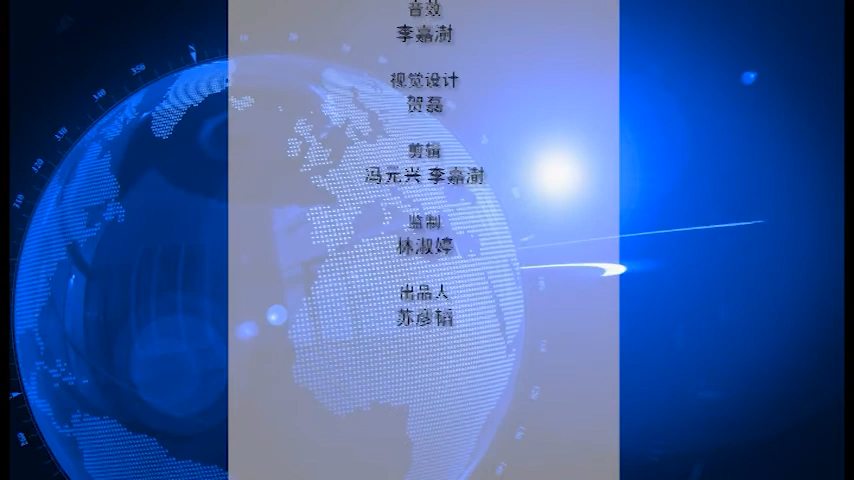 音效
李嘉澍
视觉设计
贺磊
剪辑
冯元兴 李嘉澍
监制
林淑婷
出品人
苏彦韬